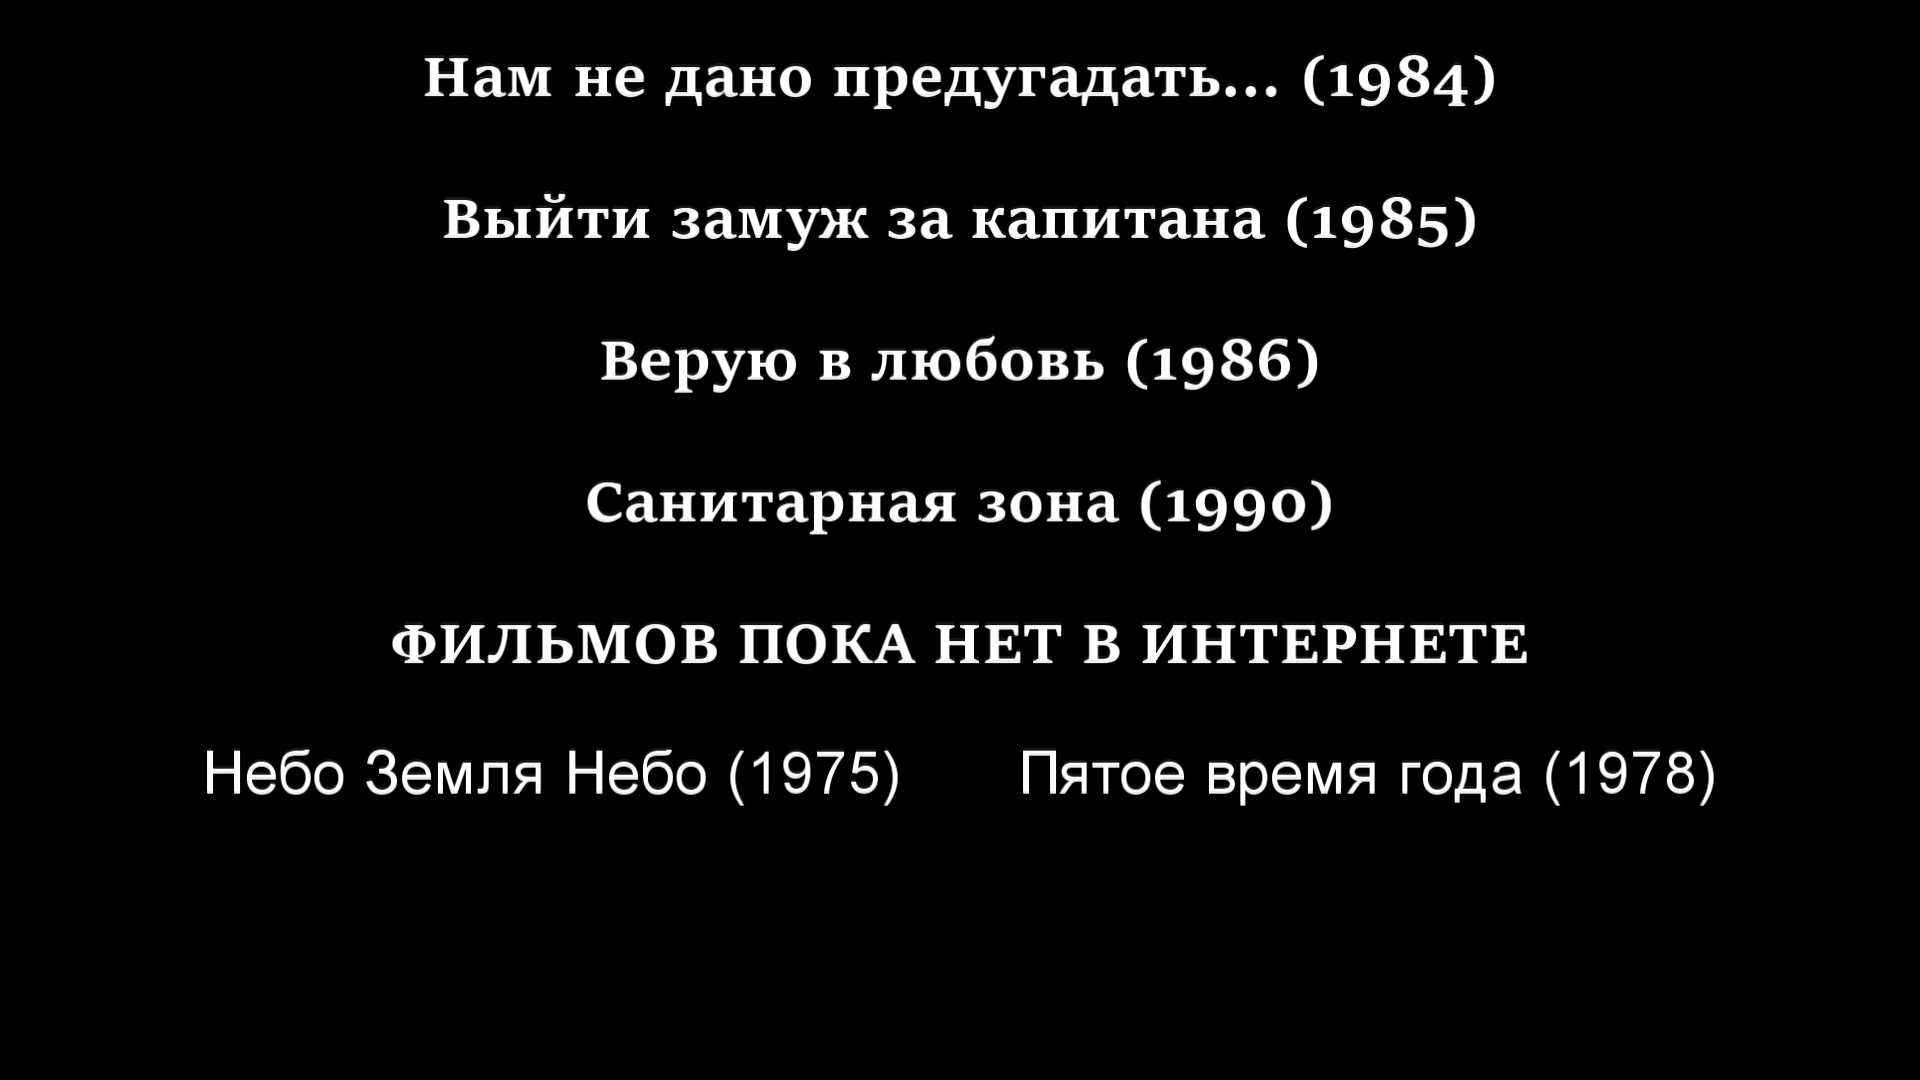 Нам не дано предугадать... (1984)
Выйти замуж за капитана (1985)
Верую в любовь (1986)
Санитарная зона (1990)
ФИЛЬМОВ ПОКА НЕТ В ИНТЕРНЕТЕ
Небо Земля Небо (1975) Пятое время года (1978)